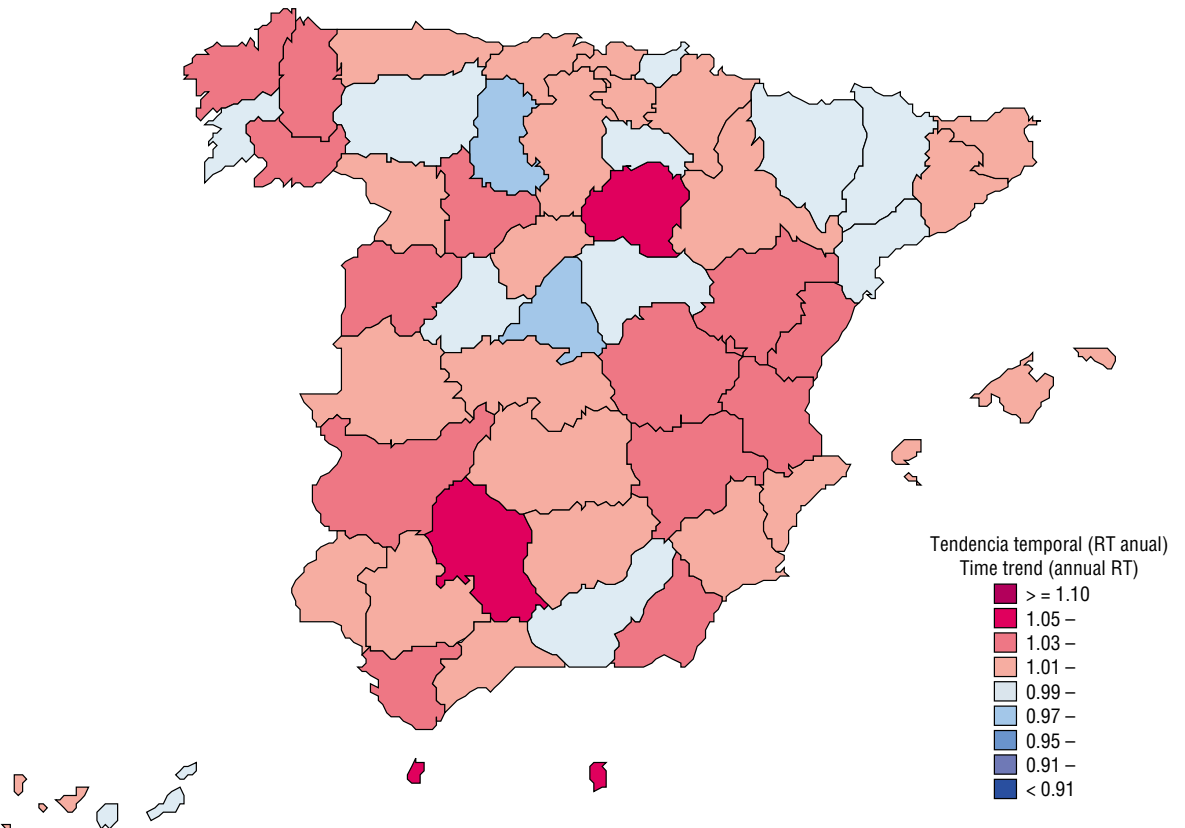 Tendencia temporal (RT anual)
Time trend (annual RT)
> = 1.10
1.05 –
1.03 –
1.01 –
0.99 –
0.97 –
0.95 –
0.91 –
< 0.91